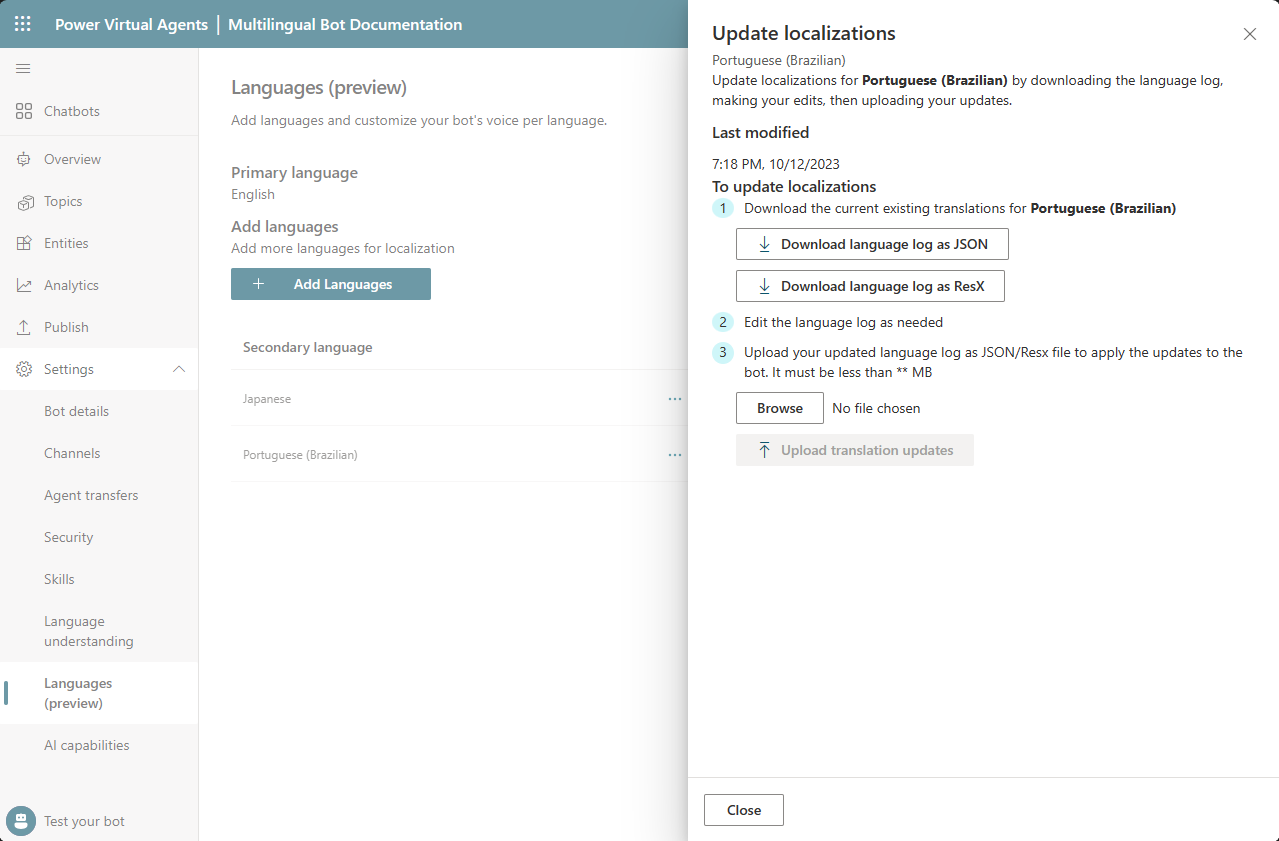 Power Virtual Agents | Multilingual Bot Documentation
Chatbots
Overview
Topics
Entities
Analytics
Publish
Settings
Bot details
Channels
Agent transfers
Security
Skills
Language
understanding
Languages
(preview)
AI capabilities
Test your bot
Languages (preview)
Add languages and customize your bot's voice per language.
Primary language
English
Add languages
Add more languages for localization
Add Languages
Secondary language
Japanese
Portuguese (Brazilian)
Update localizations
Portuguese (Brazilian)
Update localizations for Portuguese (Brazilian) by downloading the language log,
making your edits, then uploading your updates.
Last modified
7:18 PM, 10/12/2023
To update localizations
1 Download the current existing translations for Portuguese (Brazilian)
Download language log as JSON
Download language log as ResX
2 Edit the language log as needed
3 Upload your updated language log as JSON/Resx file to apply the updates to the
bot. It must be less than ** MB
Browse No file chosen
Upload translation updates
Close